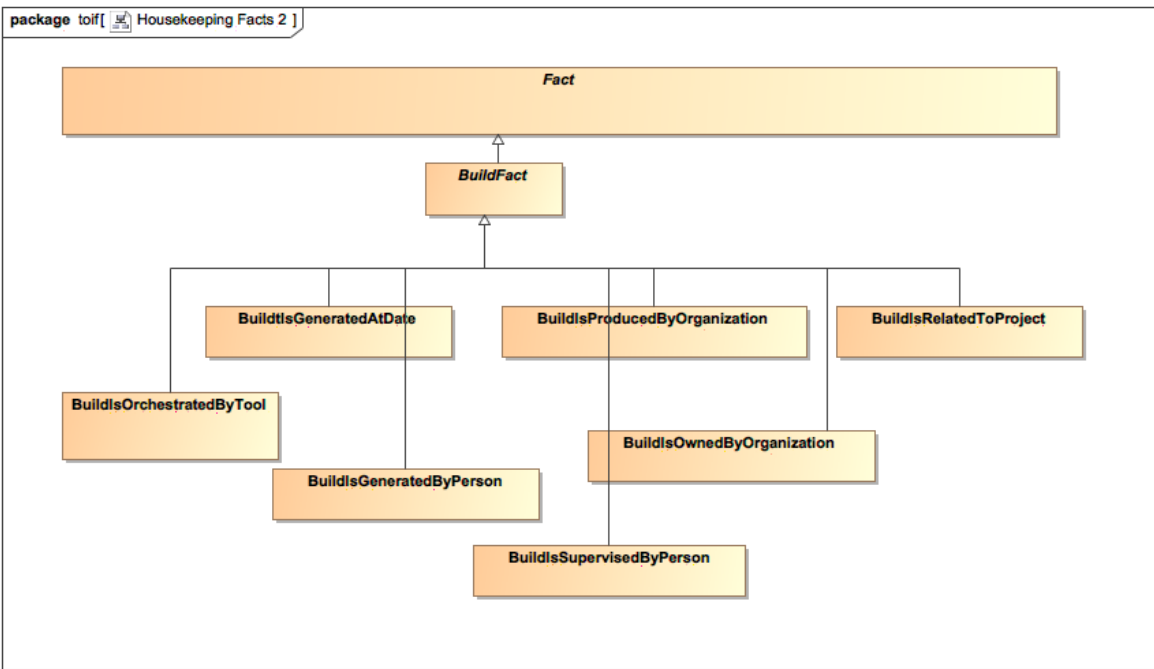 package toif[ Housekeeping Facts 2 ]
Fact
BuildFact
BuildtIsGeneratedAtDate
BuildIsProducedByOrganization
BuildIsRelatedToProject
BuildIsOrchestratedByTool
BuildIsOwnedByOrganization
BuildIsGeneratedByPerson
BuildIsSupervisedByPerson